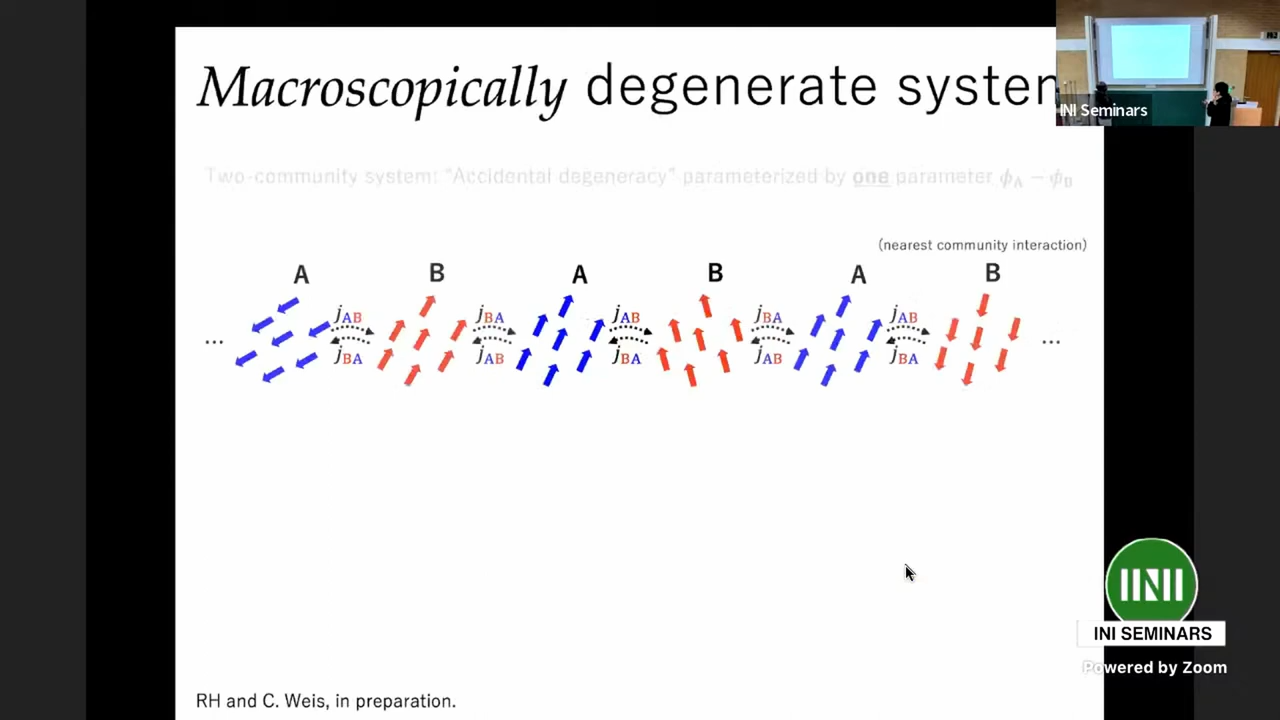 Macroscopically degenerate system
INI Seminars
Two-community system: "Accidental degeneracy" parameterized by one parameter ϕA − ϕB
(nearest community interaction)
A B A B A B
jAB jBA jAB jBA jAB
... ...
jBA jAB jBA jAB jBA
INI SEMINARS
Powered by Zoom
RH and C. Weis, in preparation.